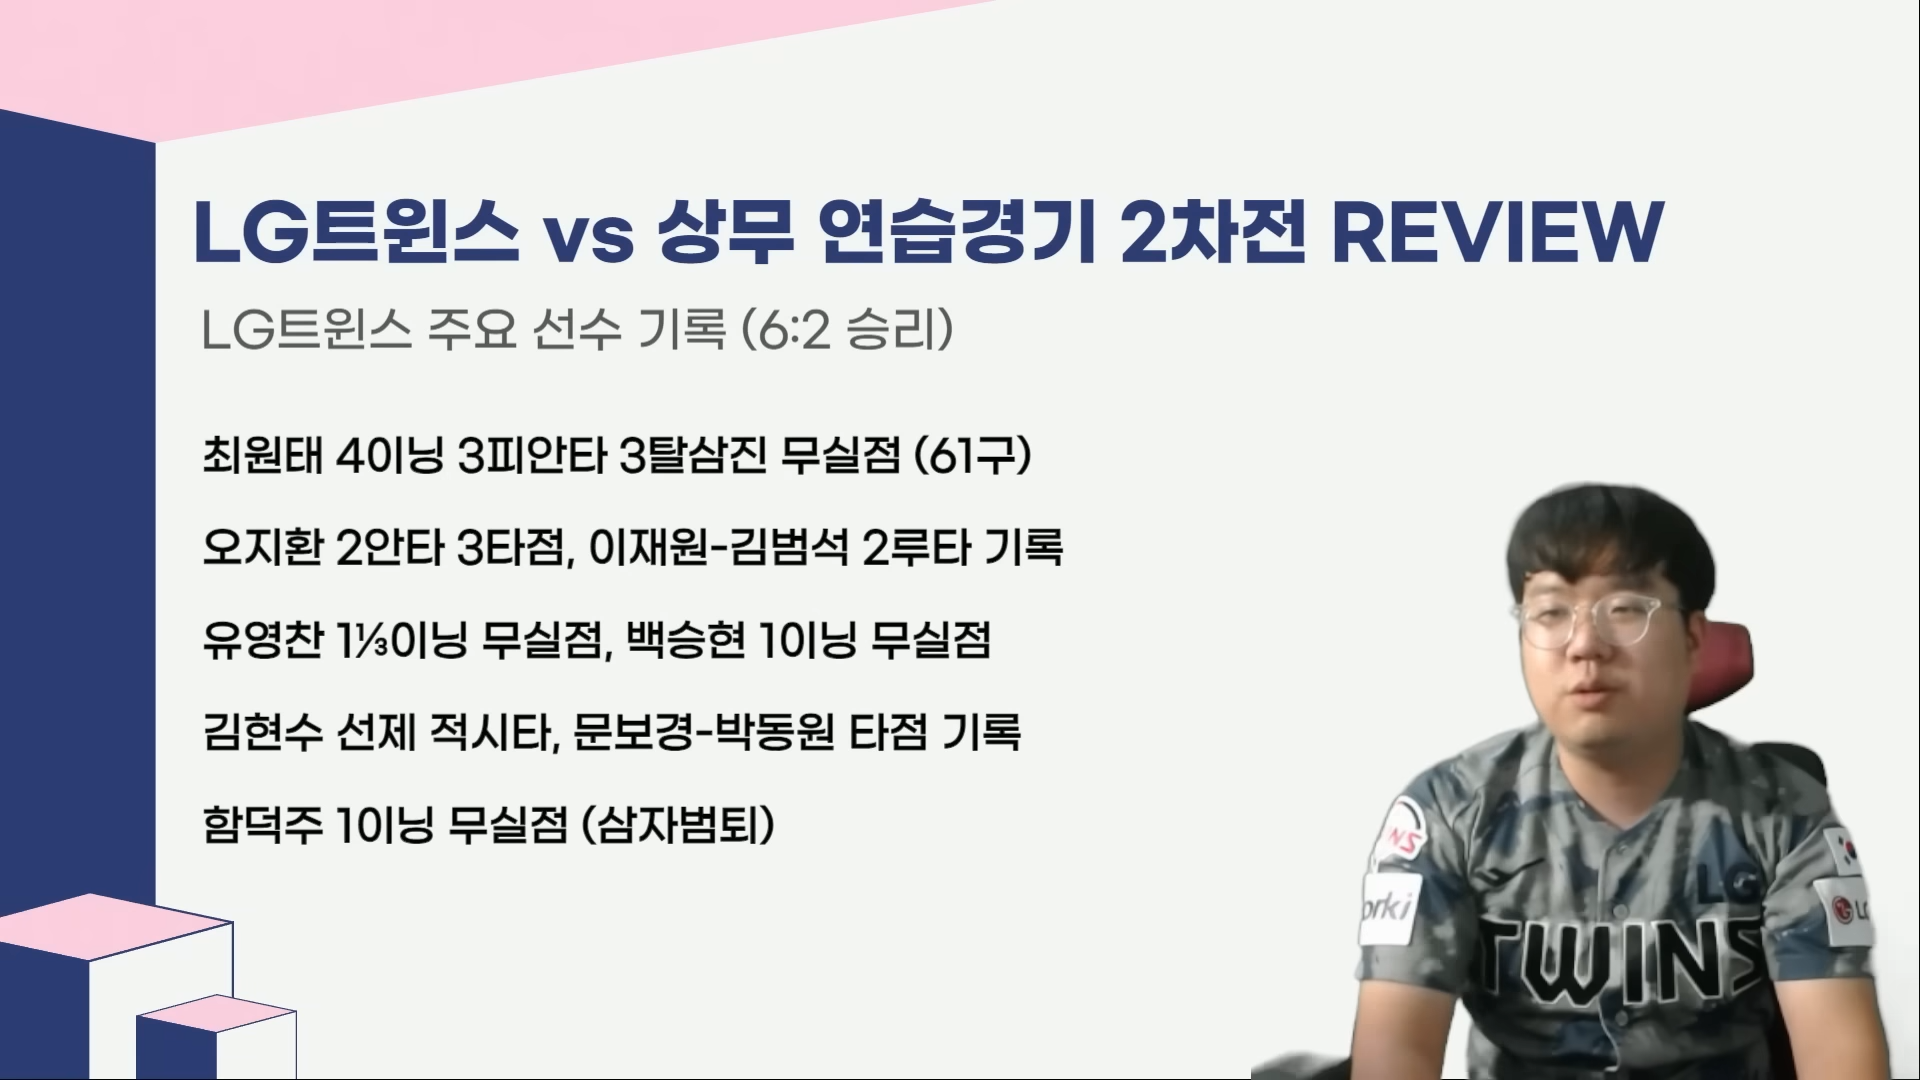 LG트윈스 vs 상무 연습경기 2차전 REVIEW
LG트윈스 주요 선수 기록 (6:2 승리)
최원태 4이닝 3피안타 3탈삼진 무실점 (61구)
오지환 2안타 3타점, 이재원-김범석 2루타 기록
유영찬 1⅓이닝 무실점, 백승현 1이닝 무실점
김현수 선제 적시타, 문보경-박동원 타점 기록
함덕주 1이닝 무실점 (삼자범퇴)
NS
orki
LG
LG
TWINS